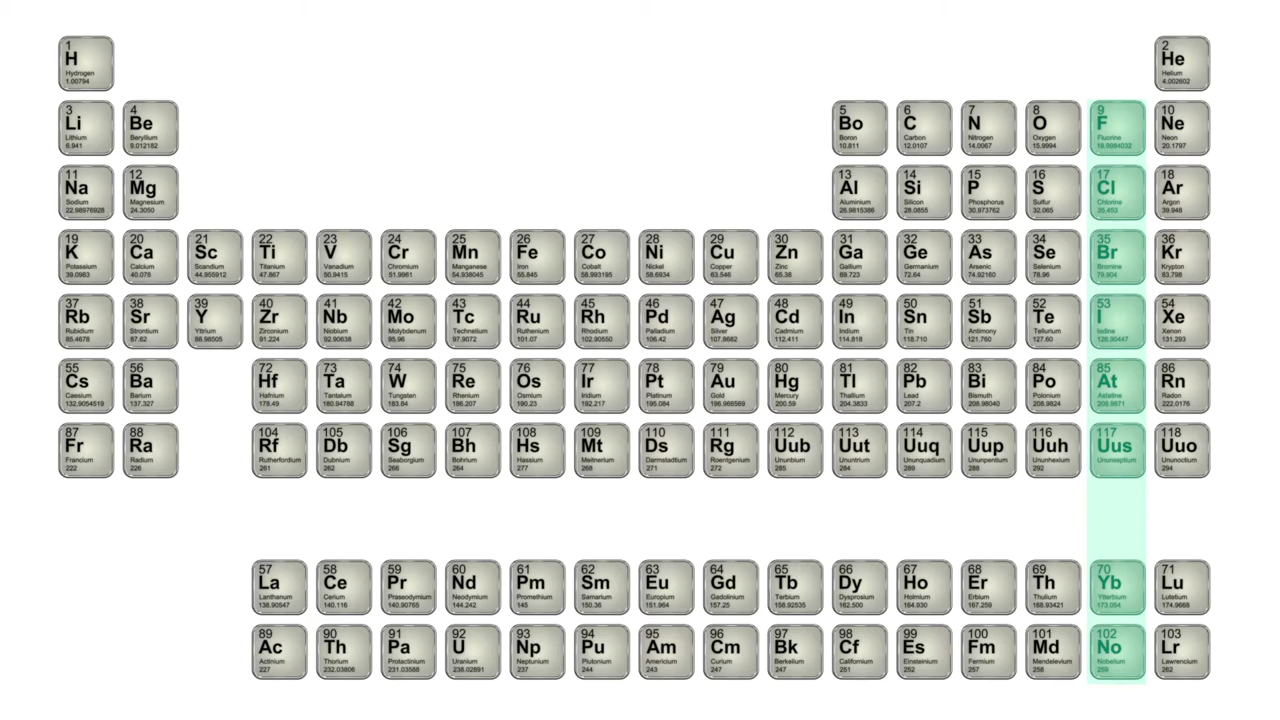 1 2
H He
Hydrogen Helium
1.00794 4.002602
3 4 5 6 7 8 9 10
Li Be Bo C N O F Ne
Lithium Beryllium Boron Carbon Nitrogen Oxygen Fluorine Neon
6.941 9.012182 10.811 12.0107 14.0067 15.9994 18.9984032 20.1797
11 12 13 14 15 16 17 18
Na Mg Al Si P S Cl Ar
Sodium Magnesium Aluminium Silicon Phosphorus Sulfur Chlorine Argon
22.98976928 24.3050 26.9815386 28.0855 30.973762 32.065 35.453 39.948
19 20 21 22 23 24 25 26 27 28 29 30 31 32 33 34 35 36
K Ca Sc Ti V Cr Mn Fe Co Ni Cu Zn Ga Ge As Se Br Kr
Potassium Calcium Scandium Titanium Vanadium Chromium Manganese Iron Cobalt Nickel Copper Zinc Gallium Germanium Arsenic Selenium Bromine Krypton
39.0983 40.078 44.955912 47.867 50.9415 51.9961 54.938045 55.845 58.993195 58.6934 63.546 65.38 69.723 72.64 74.92160 78.96 79.904 83.798
37 38 39 40 41 42 43 44 45 46 47 48 49 50 51 52 53 54
Rb Sr Y Zr Nb Mo Tc Ru Rh Pd Ag Cd In Sn Sb Te I Xe
Rubidium Strontium Yttrium Zirconium Niobium Molybdenum Technetium Ruthenium Rhodium Palladium Silver Cadmium Indium Tin Antimony Tellurium Iodine Xenon
85.4678 87.62 88.98505 91.224 92.90638 95.96 97.9072 101.07 102.90550 106.42 107.8682 112.411 114.818 118.710 121.760 127.60 126.90447 131.293
55 56 72 73 74 75 76 77 78 79 80 81 82 83 84 85 86
Cs Ba Hf Ta W Re Os Ir Pt Au Hg Tl Pb Bi Po At Rn
Caesium Barium Hafnium Tantalum Tungsten Rhenium Osmium Iridium Platinum Gold Mercury Thallium Lead Bismuth Polonium Astatine Radon
132.9054519 137.327 178.49 180.94788 183.84 186.207 190.23 192.217 195.084 196.966569 200.59 204.3833 207.2 208.98040 208.9824 209.9871 222.0176
87 88 104 105 106 107 108 109 110 111 112 113 114 115 116 117 118
Fr Ra Rf Db Sg Bh Hs Mt Ds Rg Uub Uut Uuq Uup Uuh Uus Uuo
Francium Radium Rutherfordium Dubnium Seaborgium Bohrium Hassium Meitnerium Darmstadtium Roentgenium Ununbium Ununtrium Ununquadium Ununpentium Ununhexium Ununseptium Ununoctium
222 226 261 262 266 264 277 268 271 272 285 284 289 288 292 294
57 58 59 60 61 62 63 64 65 66 67 68 69 70 71
La Ce Pr Nd Pm Sm Eu Gd Tb Dy Ho Er Th Yb Lu
Lanthanum Cerium Praseodymium Neodymium Promethium Samarium Europium Gadolinium Terbium Dysprosium Holmium Erbium Thulium Ytterbium Lutetium
138.90547 140.116 140.90765 144.242 145 150.36 151.964 157.25 158.92535 162.500 164.930 167.259 168.93421 173.054 174.9668
89 90 91 92 93 94 95 96 97 98 99 100 101 102 103
Ac Th Pa U Np Pu Am Cm Bk Cf Es Fm Md No Lr
Actinium Thorium Protactinium Uranium Neptunium Plutonium Americium Curium Berkelium Californium Einsteinium Fermium Mendelevium Nobelium Lawrencium
227 232.03806 231.03588 238.02891 237 244 243 247 247 251 252 257 258 259 262